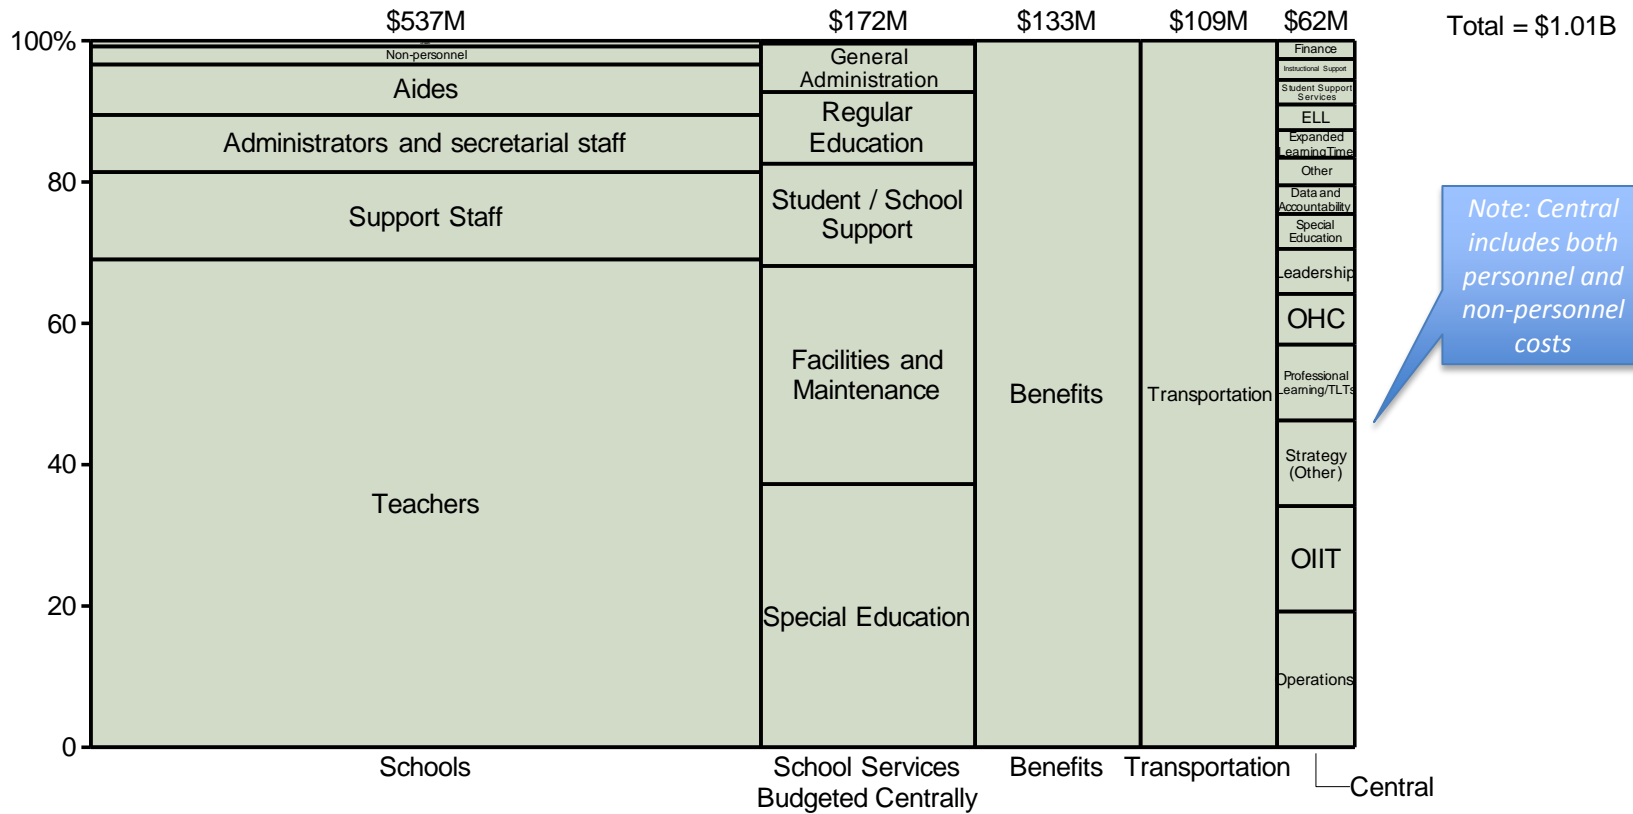 $537M
$172M
$133M
$109M
$62M
Total = $1.01B
100%
80
60
40
20
0
Non-personnel
Aides
Administrators and secretarial staff
Support Staff
Teachers
General
Administration
Regular
Education
Student / School
Support
Facilities and
Maintenance
Special Education
Benefits
Transportation
Finance
Instructional Support
Student Support
Services
ELL
Expanded
LearningTime
Other
Data and
Accountability
Special
Education
Leadership
OHC
Professional
Learning/TLTs
Strategy
(Other)
OIIT
Operations
Note: Central
includes both
personnel and
non-personnel
costs
Schools
School Services
Budgeted Centrally
Benefits
Transportation
Central